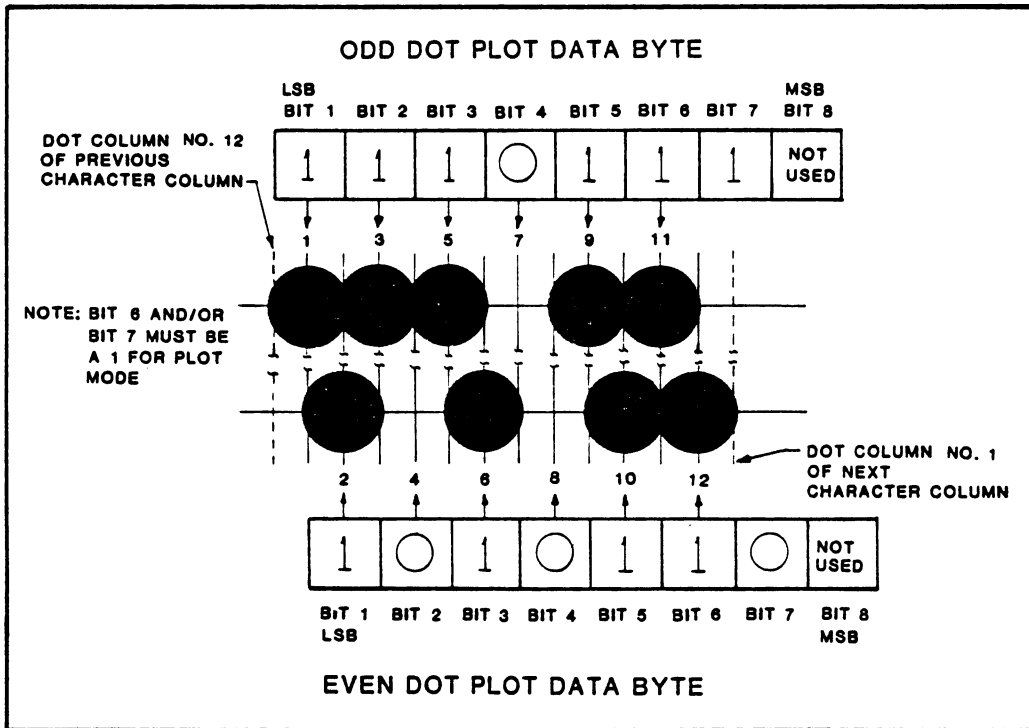 ODD DOT PLOT DATA BYTE
LSB MSB
BIT 1 BIT 2 BIT 3 BIT 4 BIT 5 BIT 6 BIT 7 BIT 8
DOT COLUMN NO. 12
OF PREVIOUS
CHARACTER COLUMN
1 1 1 0 1 1 1 NOT USED
1 3 5 7 9 11
NOTE: BIT 6 AND/OR
BIT 7 MUST BE
A 1 FOR PLOT
MODE
DOT COLUMN NO. 1
OF NEXT
CHARACTER COLUMN
2 4 6 8 10 12
1 0 1 0 1 1 0 NOT USED
BIT 1 BIT 2 BIT 3 BIT 4 BIT 5 BIT 6 BIT 7 BIT 8
LSB MSB
EVEN DOT PLOT DATA BYTE